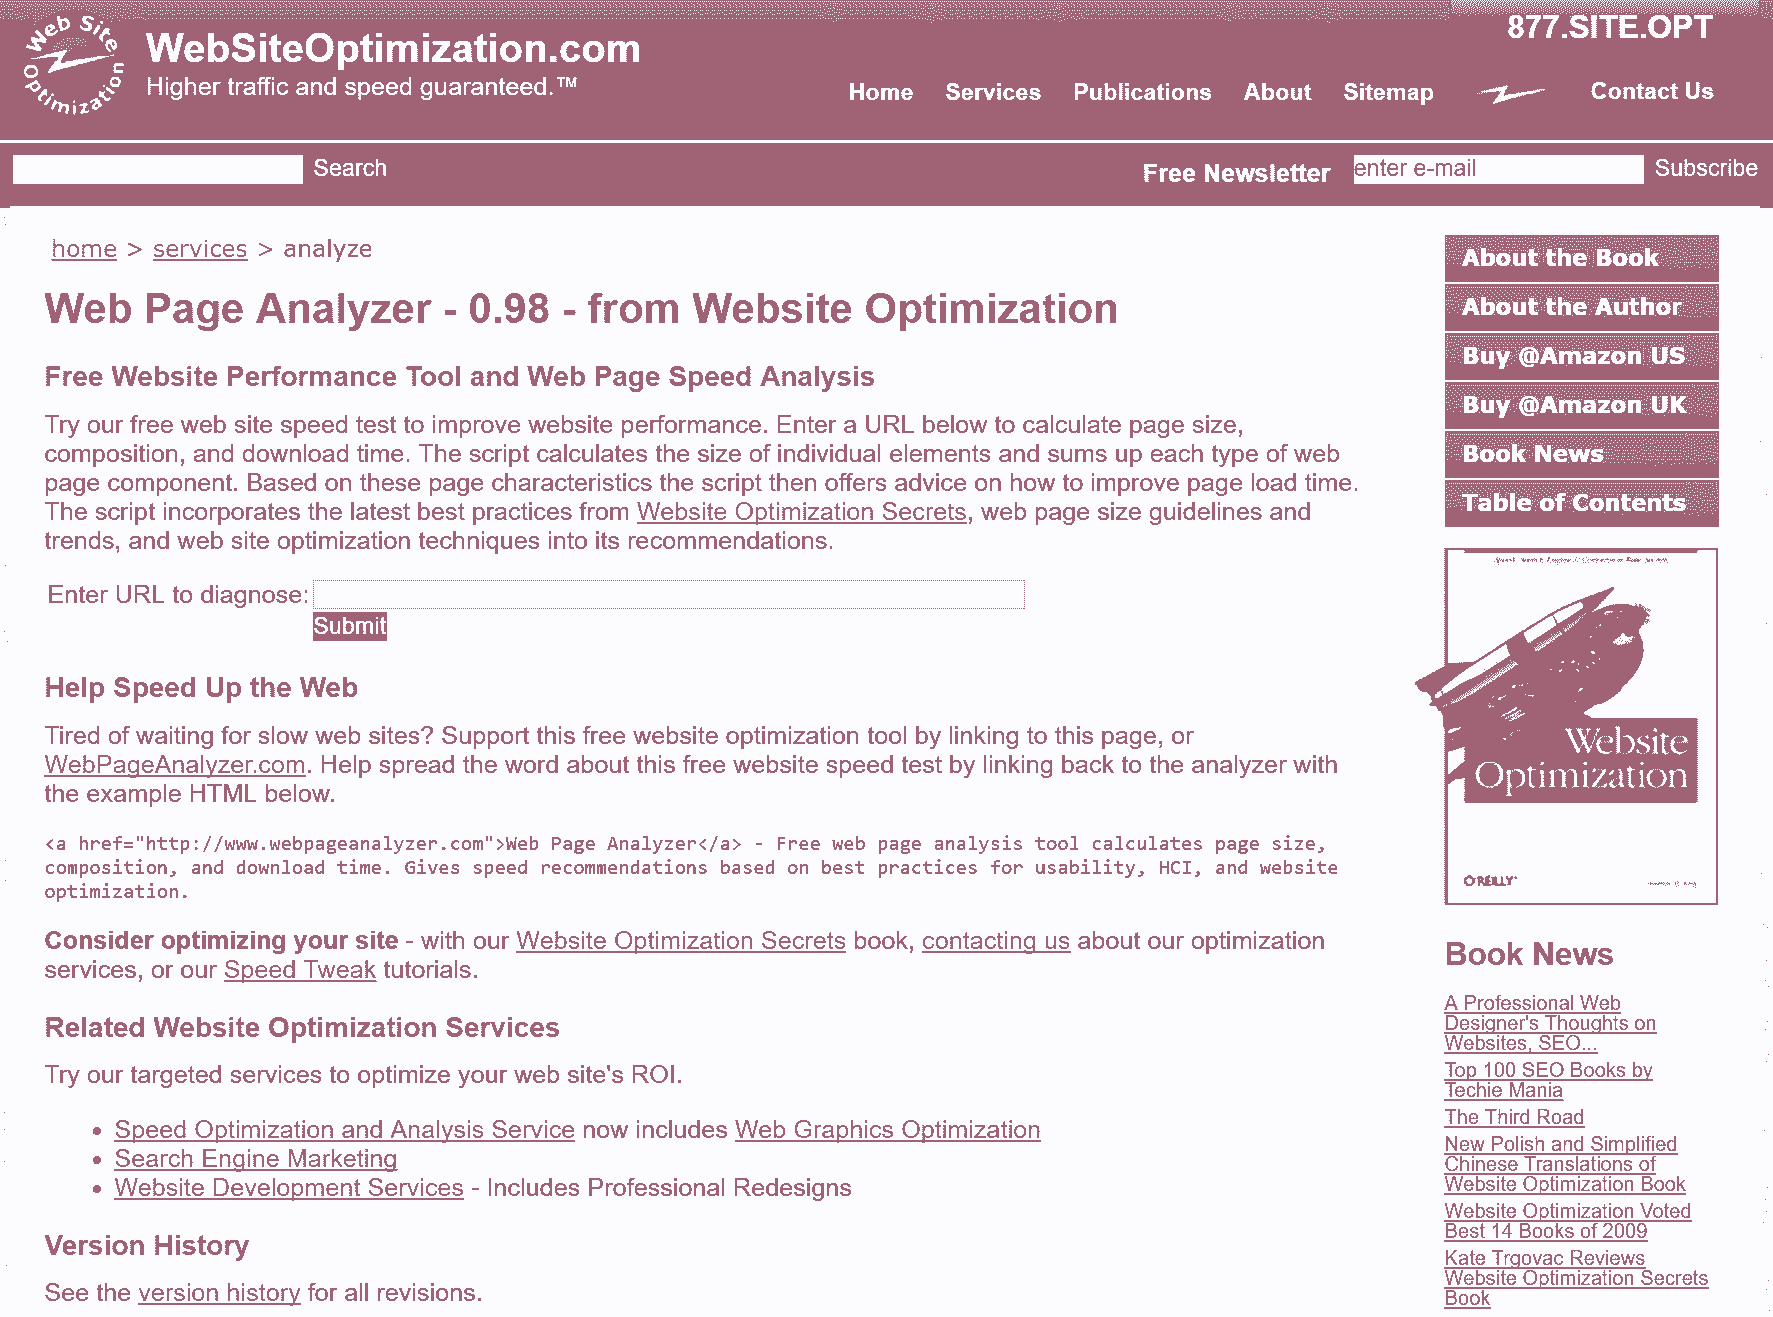 Web Site Optimization
WebSiteOptimization.com
Higher traffic and speed guaranteed.™
877.SITE.OPT
Home Services Publications About Sitemap Contact Us
Search
Free Newsletter enter e-mail Subscribe
home > services > analyze
Web Page Analyzer - 0.98 - from Website Optimization
Free Website Performance Tool and Web Page Speed Analysis
Try our free web site speed test to improve website performance. Enter a URL below to calculate page size,
composition, and download time. The script calculates the size of individual elements and sums up each type of web
page component. Based on these page characteristics the script then offers advice on how to improve page load time.
The script incorporates the latest best practices from Website Optimization Secrets, web page size guidelines and
trends, and web site optimization techniques into its recommendations.
Enter URL to diagnose:
Submit
Help Speed Up the Web
Tired of waiting for slow web sites? Support this free website optimization tool by linking to this page, or
WebPageAnalyzer.com. Help spread the word about this free website speed test by linking back to the analyzer with
the example HTML below.
<a href="http://www.webpageanalyzer.com">Web Page Analyzer</a> - Free web page analysis tool calculates page size,
composition, and download time. Gives speed recommendations based on best practices for usability, HCI, and website
optimization.
Consider optimizing your site - with our Website Optimization Secrets book, contacting us about our optimization
services, or our Speed Tweak tutorials.
Related Website Optimization Services
Try our targeted services to optimize your web site's ROI.
• Speed Optimization and Analysis Service now includes Web Graphics Optimization
• Search Engine Marketing
• Website Development Services - Includes Professional Redesigns
Version History
See the version history for all revisions.
About the Book
About the Author
Buy @Amazon US
Buy @Amazon UK
Book News
Table of Contents
Website
Optimization
O'REILLY
Book News
A Professional Web
Designer's Thoughts on
Websites, SEO...
Top 100 SEO Books by
Techie Mania
The Third Road
New Polish and Simplified
Chinese Translations of
Website Optimization Book
Website Optimization Voted
Best 14 Books of 2009
Kate Trgovac Reviews
Website Optimization Secrets
Book